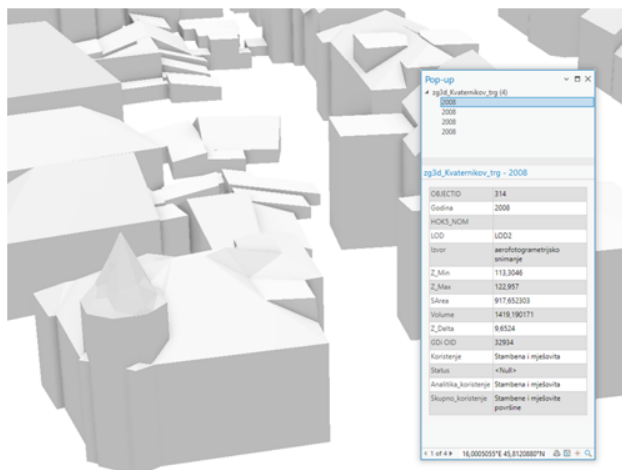 Pop-up
zg3d_Kvaternikov_trg (4)
2008
2008
2008
2008
zg3d_Kvaternikov_trg - 2008
OBJECTID 314
Godina 2008
HOKS_NOM
LOD LOD2
Izvor aerofotogrametrijsko
snimanje
Z_Min 113,3046
Z_Max 122,957
SArea 917,652303
Volume 1419,190171
Z_Delta 9,6524
GDi OID 32934
Koristenje Stambena i mješovita
Status <Null>
Analitika_koristenje Stambena i mješovita
Skupno_koristenje Stambene i mješovite
površine
1 of 4 16,0005055°E 45,8120880°N